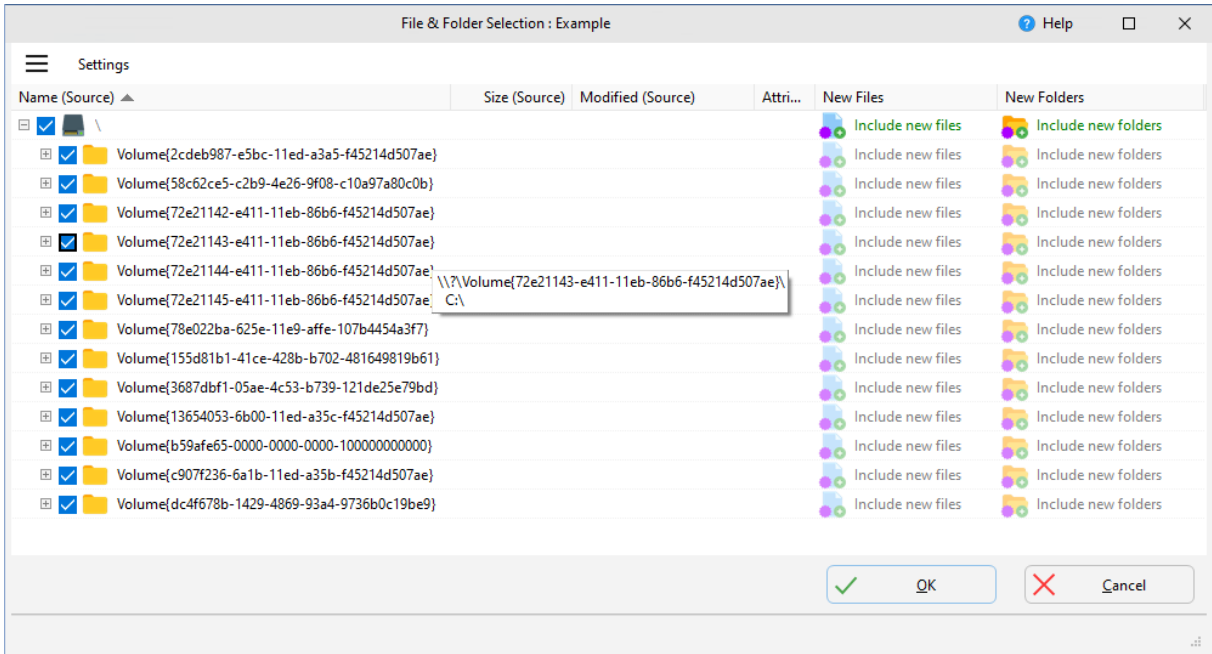 File & Folder Selection : Example ? Help
Settings
Name (Source) Size (Source) Modified (Source) Attri... New Files New Folders
\ Include new files Include new folders
Volume{2cdeb987-e5bc-11ed-a3a5-f45214d507ae} Include new files Include new folders
Volume{58c62ce5-c2b9-4e26-9f08-c10a97a80c0b} Include new files Include new folders
Volume{72e21142-e411-11eb-86b6-f45214d507ae} Include new files Include new folders
Volume{72e21143-e411-11eb-86b6-f45214d507ae} Include new files Include new folders
Volume{72e21144-e411-11eb-86b6-f45214d507ae} Include new files Include new folders
\\?\Volume{72e21143-e411-11eb-86b6-f45214d507ae}\
C:\
Volume{72e21145-e411-11eb-86b6-f45214d507ae} Include new files Include new folders
Volume{78e022ba-625e-11e9-affe-107b4454a3f7} Include new files Include new folders
Volume{155d81b1-41ce-428b-b702-481649819b61} Include new files Include new folders
Volume{3687dbf1-05ae-4c53-b739-121de25e79bd} Include new files Include new folders
Volume{13654053-6b00-11ed-a35c-f45214d507ae} Include new files Include new folders
Volume{b59afe65-0000-0000-0000-100000000000} Include new files Include new folders
Volume{c907f236-6a1b-11ed-a35b-f45214d507ae} Include new files Include new folders
Volume{dc4f678b-1429-4869-93a4-9736b0c19be9} Include new files Include new folders
OK Cancel